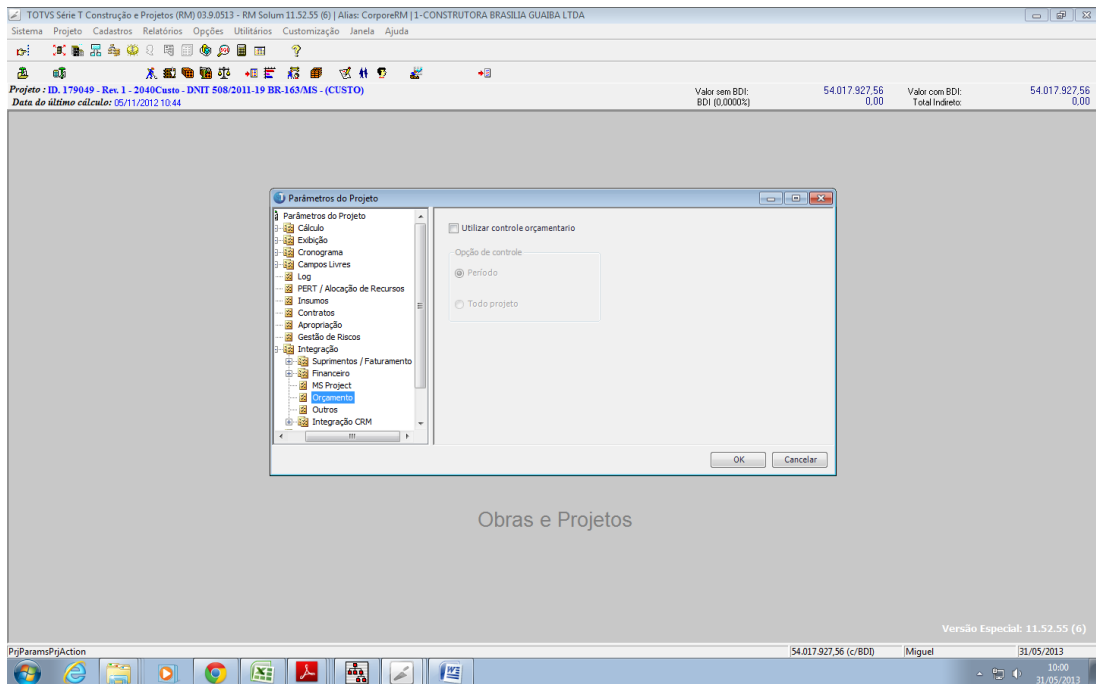 TOTVS Série T Construção e Projetos (RM) 03.9.0513 - RM Solum 11.52.55 (6) | Alias: CorporeRM | 1-CONSTRUTORA BRASILIA GUAIBA LTDA
Sistema Projeto Cadastros Relatórios Opções Utilitários Customização Janela Ajuda
Projeto : ID. 179049 - Rev. 1 - 2040Custo - DNIT 508/2011-19 BR-163/MS - (CUSTO) Valor sem BDI: 54.017.927,56 Valor com BDI: 54.017.927,56
Data do último cálculo: 05/11/2012 10:44 BDI (0,0000%) 0,00 Total Indireto: 0,00
Parâmetros do Projeto
Parâmetros do Projeto
Cálculo
Exibição
Cronograma
Campos Livres
Log
PERT / Alocação de Recursos
Insumos
Contratos
Apropriação
Gestão de Riscos
Integração
Suprimentos / Faturamento
Financeiro
MS Project
Orçamento
Outros
Integração CRM
Utilizar controle orçamentario
Opção de controle
Período
Todo projeto
OK Cancelar
Obras e Projetos
Versão Especial: 11.52.55 (6)
PrjParamsPrjAction 54.017.927,56 (c/BDI) Miguel 31/05/2013
10:00
31/05/2013